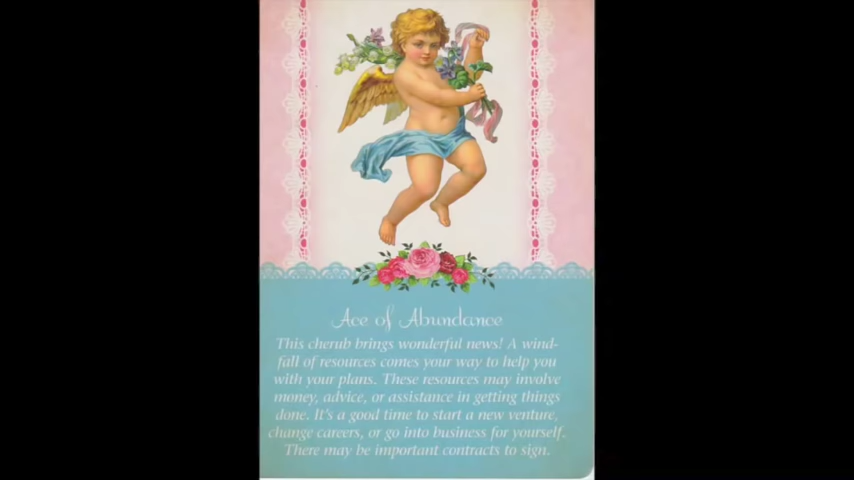 Ace of Abundance
This cherub brings wonderful news! A wind-
fall of resources comes your way to help you
with your plans. These resources may involve
money, advice, or assistance in getting things
done. It's a good time to start a new venture,
change careers, or go into business for yourself.
There may be important contracts to sign.